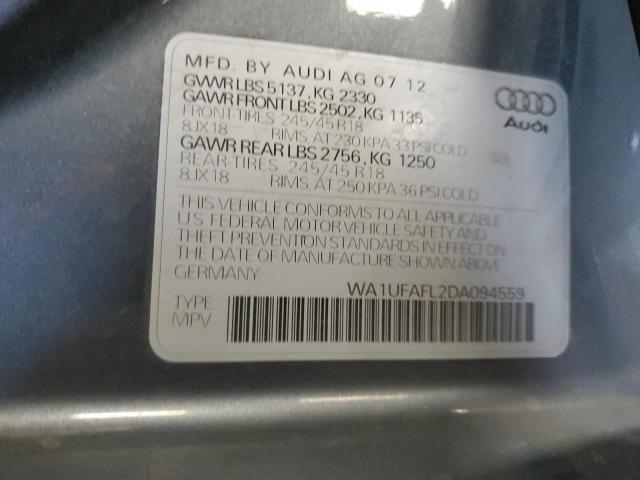 MFD. BY AUDI AG 07 12
GVWR LBS 5137, KG 2330
GAWR FRONT LBS 2502, KG 1135
FRONT TIRES 245/45 R18
8JX18 RIMS AT 230 KPA 33 PSI COLD
GAWR REAR LBS 2756, KG 1250
REAR TIRES 245/45 R18
8JX18 RIMS AT 250 KPA 36 PSI COLD
Audi
THIS VEHICLE CONFORMS TO ALL APPLICABLE
U.S. FEDERAL MOTOR VEHICLE SAFETY AND
THEFT PREVENTION STANDARDS IN EFFECT ON
THE DATE OF MANUFACTURE SHOWN ABOVE
GERMANY
WA1UFAFL2DA094559
TYPE
MPV